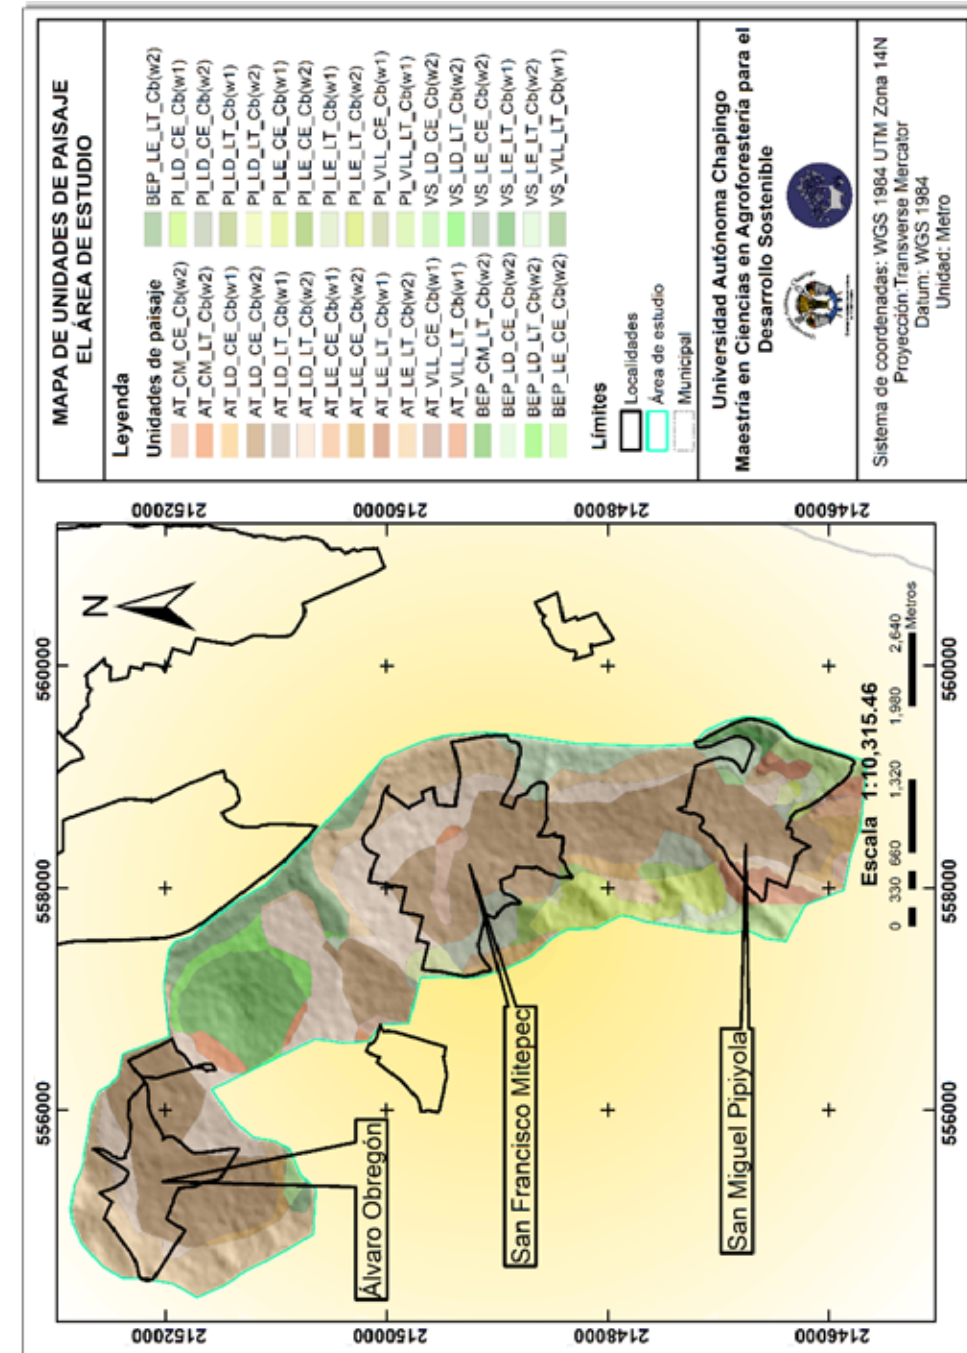 MAPA DE UNIDADES DE PAISAJE
EL ÁREA DE ESTUDIO
Leyenda
Unidades de paisaje
AT_CM_CE_Cb(w2)
AT_CM_LT_Cb(w2)
AT_LD_CE_Cb(w1)
AT_LD_CE_Cb(w2)
AT_LD_LT_Cb(w1)
AT_LD_LT_Cb(w2)
AT_LE_CE_Cb(w1)
AT_LE_CE_Cb(w2)
AT_LE_LT_Cb(w1)
AT_LE_LT_Cb(w2)
AT_VLL_CE_Cb(w1)
AT_VLL_LT_Cb(w1)
BEP_CM_LT_Cb(w2)
BEP_LD_CE_Cb(w2)
BEP_LD_LT_Cb(w2)
BEP_LE_CE_Cb(w2)
BEP_LE_LT_Cb(w2)
PI_LD_CE_Cb(w1)
PI_LD_CE_Cb(w2)
PI_LD_LT_Cb(w1)
PI_LD_LT_Cb(w2)
PI_LE_CE_Cb(w1)
PI_LE_CE_Cb(w2)
PI_LE_LT_Cb(w1)
PI_LE_LT_Cb(w2)
PI_VLL_CE_Cb(w1)
PI_VLL_LT_Cb(w1)
VS_LD_CE_Cb(w2)
VS_LD_LT_Cb(w2)
VS_LE_CE_Cb(w2)
VS_LE_LT_Cb(w1)
VS_LE_LT_Cb(w2)
VS_VLL_LT_Cb(w1)
Límites
Localidades
Área de estudio
Municipal
Universidad Autónoma Chapingo
Maestría en Ciencias en Agroforestería para el
Desarrollo Sostenible
Sistema de coordenadas: WGS 1984 UTM Zona 14N
Proyección:Transverse Mercator
Datum: WGS 1984
Unidad: Metro
556000
558000
560000
N
2152000
2150000
2148000
2146000
2152000
2150000
2148000
2146000
Álvaro Obregón
San Francisco Mitepec
San Miguel Pipiyola
Escala 1:10,315.46
0 330 660 1,320 1,980 2,640
Metros
556000
558000
560000